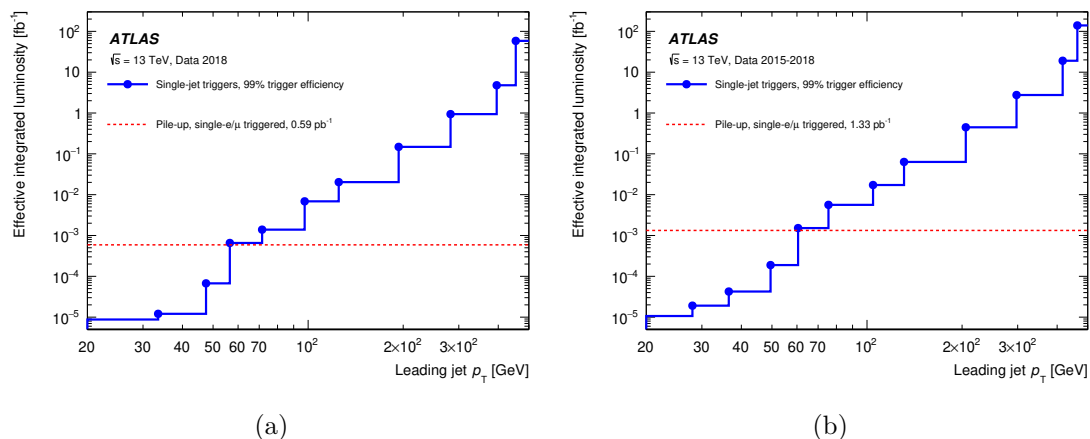 Effective integrated luminosity [fb⁻¹]
10²
10
1
10⁻¹
10⁻²
10⁻³
10⁻⁴
10⁻⁵
ATLAS
√s = 13 TeV, Data 2018
Single-jet triggers, 99% trigger efficiency
Pile-up, single-e/μ triggered, 0.59 pb⁻¹
20 30 40 50 60 70 10² 2×10² 3×10²
Leading jet p_T [GeV]
(a)
Effective integrated luminosity [fb⁻¹]
10²
10
1
10⁻¹
10⁻²
10⁻³
10⁻⁴
10⁻⁵
ATLAS
√s = 13 TeV, Data 2015-2018
Single-jet triggers, 99% trigger efficiency
Pile-up, single-e/μ triggered, 1.33 pb⁻¹
20 30 40 50 60 70 10² 2×10² 3×10²
Leading jet p_T [GeV]
(b)